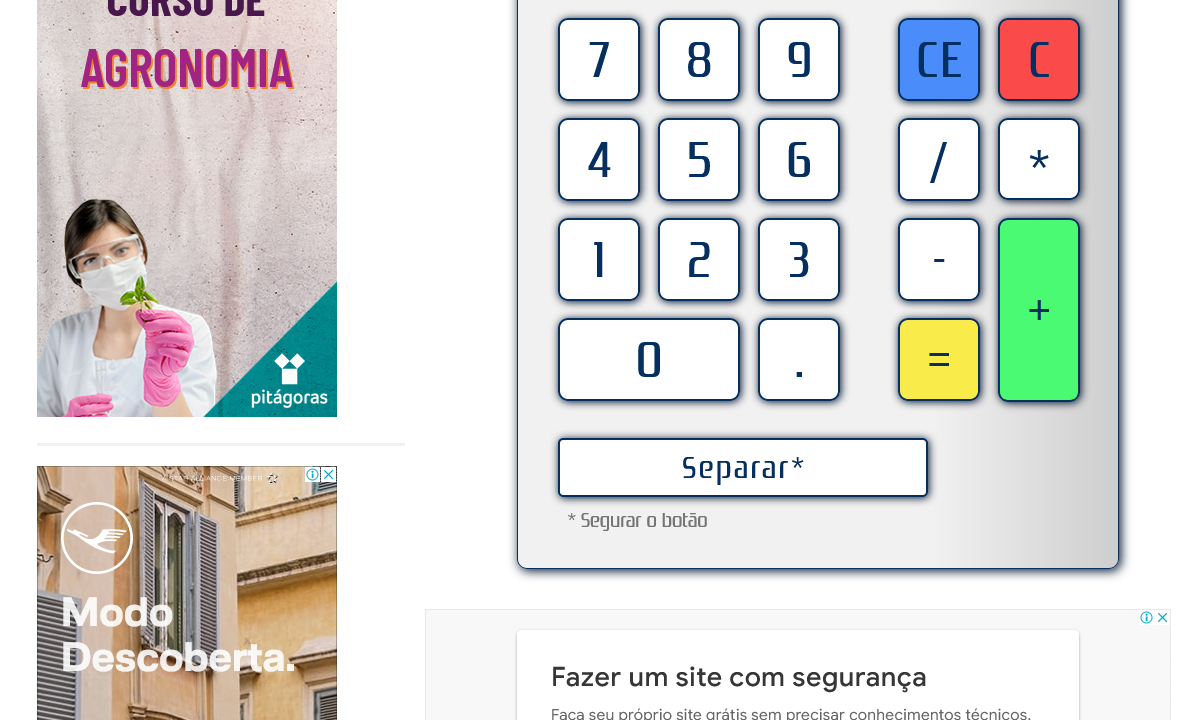 CURSO DE
AGRONOMIA
pitágoras
A STAR ALLIANCE MEMBER
Modo
Descoberta.
7 8 9 CE C
4 5 6 / *
1 2 3 - +
0 . =
Separar*
* Segurar o botão
Fazer um site com segurança
Faça seu próprio site grátis sem precisar conhecimentos técnicos.